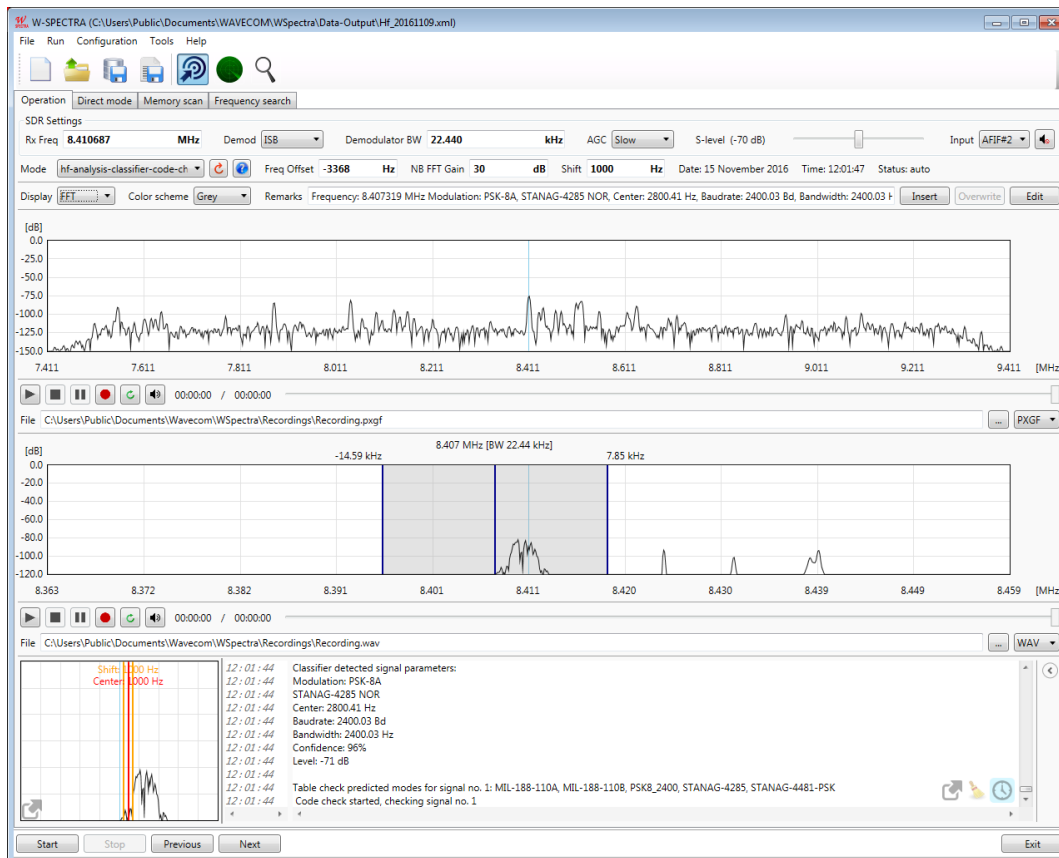 W-SPECTRA (C:\Users\Public\Documents\WAVECOM\WSpectra\Data-Output\Hf_20161109.xml)
File Run Configuration Tools Help
Operation Direct mode Memory scan Frequency search
SDR Settings
Rx Freq 8.410687 MHz Demod ISB Demodulator BW 22.440 kHz AGC Slow S-level (-70 dB) Input AFIF#2
Mode hf-analysis-classifier-code-ch Freq Offset -3368 Hz NB FFT Gain 30 dB Shift 1000 Hz Date: 15 November 2016 Time: 12:01:47 Status: auto
Display FFT....... Color scheme Grey Remarks Frequency: 8.407319 MHz Modulation: PSK-8A, STANAG-4285 NOR, Center: 2800.41 Hz, Baudrate: 2400.03 Bd, Bandwidth: 2400.03 H Insert Overwrite Edit
[dB]
0.0
-25.0
-50.0
-75.0
-100.0
-125.0
-150.0
7.411 7.611 7.811 8.011 8.211 8.411 8.611 8.811 9.011 9.211 9.411 [MHz]
00:00:00 / 00:00:00
File C:\Users\Public\Documents\Wavecom\WSpectra\Recordings\Recording.pxgf ... PXGF
8.407 MHz [BW 22.44 kHz]
[dB] -14.59 kHz 7.85 kHz
0.0
-20.0
-40.0
-60.0
-80.0
-100.0
-120.0
8.363 8.372 8.382 8.391 8.401 8.411 8.420 8.430 8.439 8.449 8.459 [MHz]
00:00:00 / 00:00:00
File C:\Users\Public\Documents\Wavecom\WSpectra\Recordings\Recording.wav ... WAV
Shift: 1000 Hz
Center: 1000 Hz
12:01:44 Classifier detected signal parameters:
12:01:44 Modulation: PSK-8A
12:01:44 STANAG-4285 NOR
12:01:44 Center: 2800.41 Hz
12:01:44 Baudrate: 2400.03 Bd
12:01:44 Bandwidth: 2400.03 Hz
12:01:44 Confidence: 96%
12:01:44 Level: -71 dB
12:01:44
12:01:44 Table check predicted modes for signal no. 1: MIL-188-110A, MIL-188-110B, PSK8_2400, STANAG-4285, STANAG-4481-PSK
12:01:44 Code check started, checking signal no. 1
Start Stop Previous Next Exit